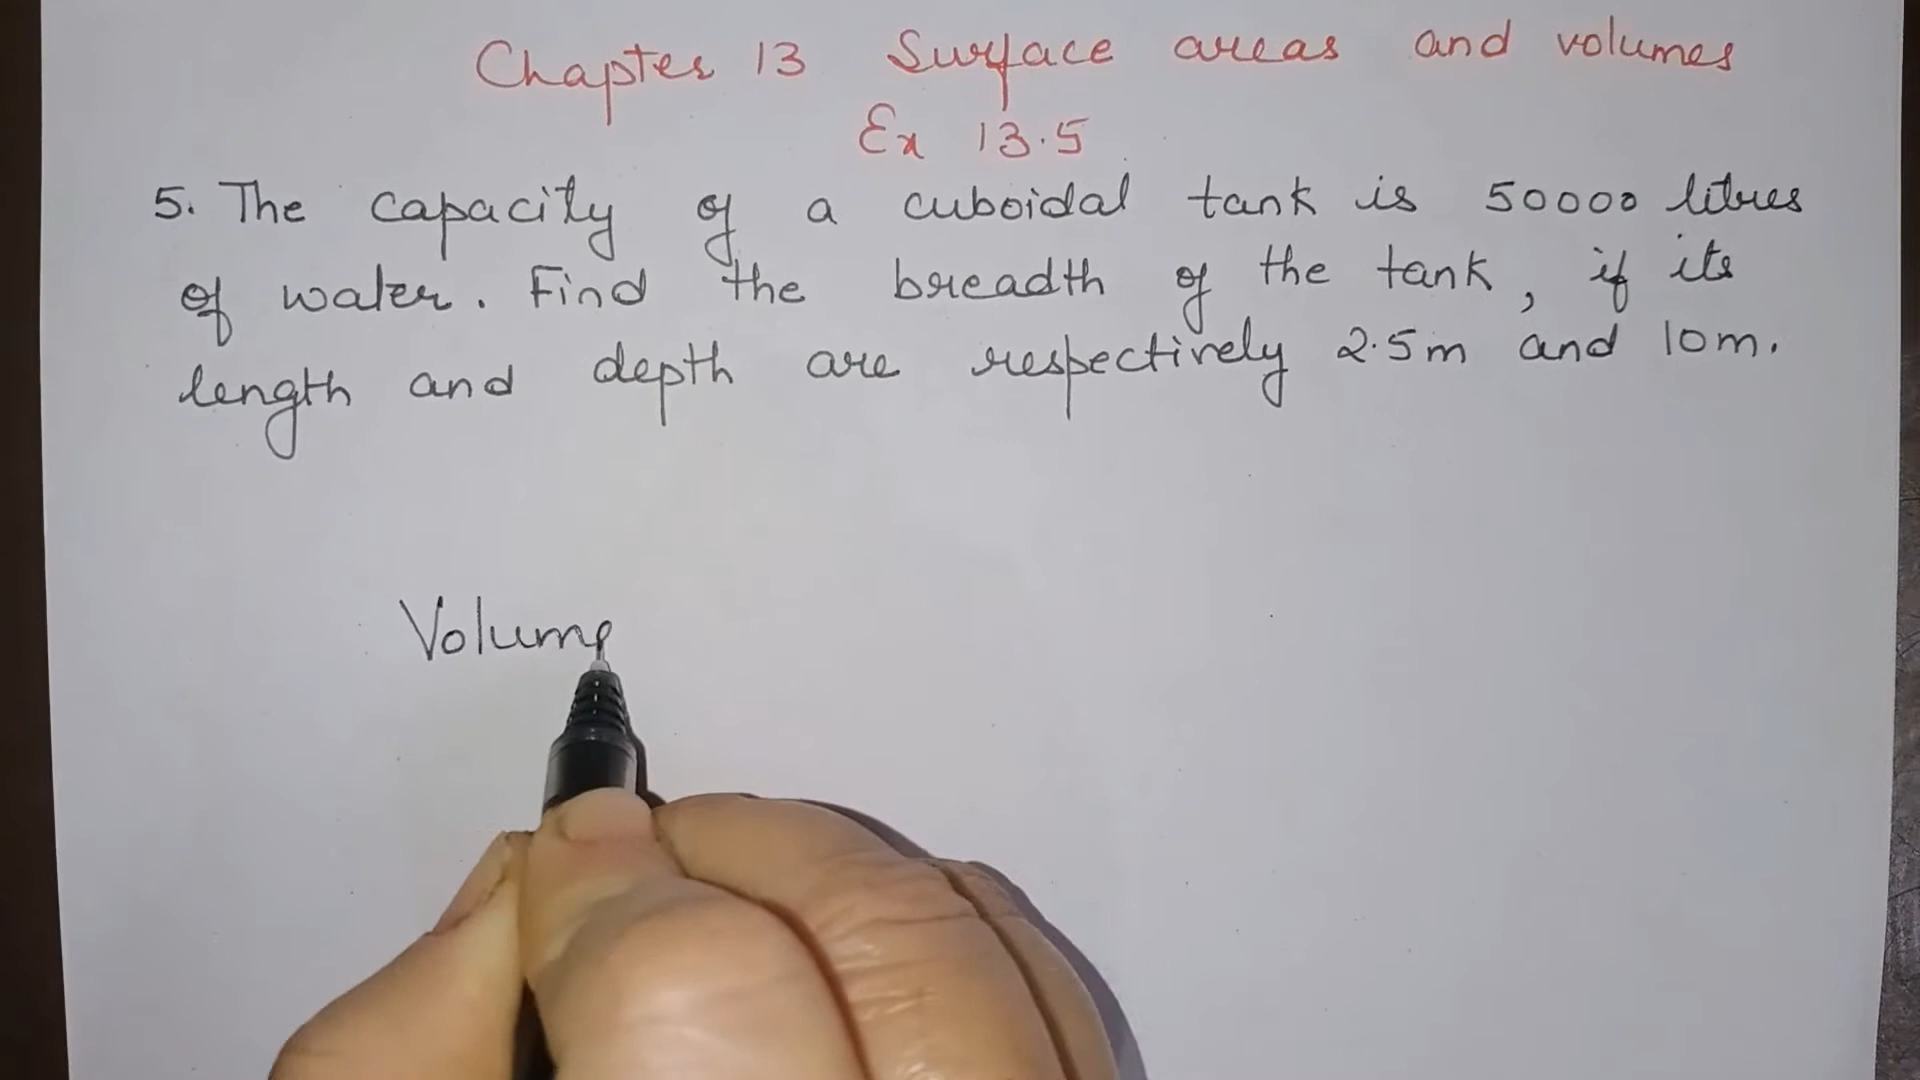 Chapter 13 Surface areas and volumes
Ex 13.5
5. The capacity of a cuboidal tank is 50000 litres
of water. Find the breadth of the tank, if its
length and depth are respectively 2.5m and 10m.
Volume